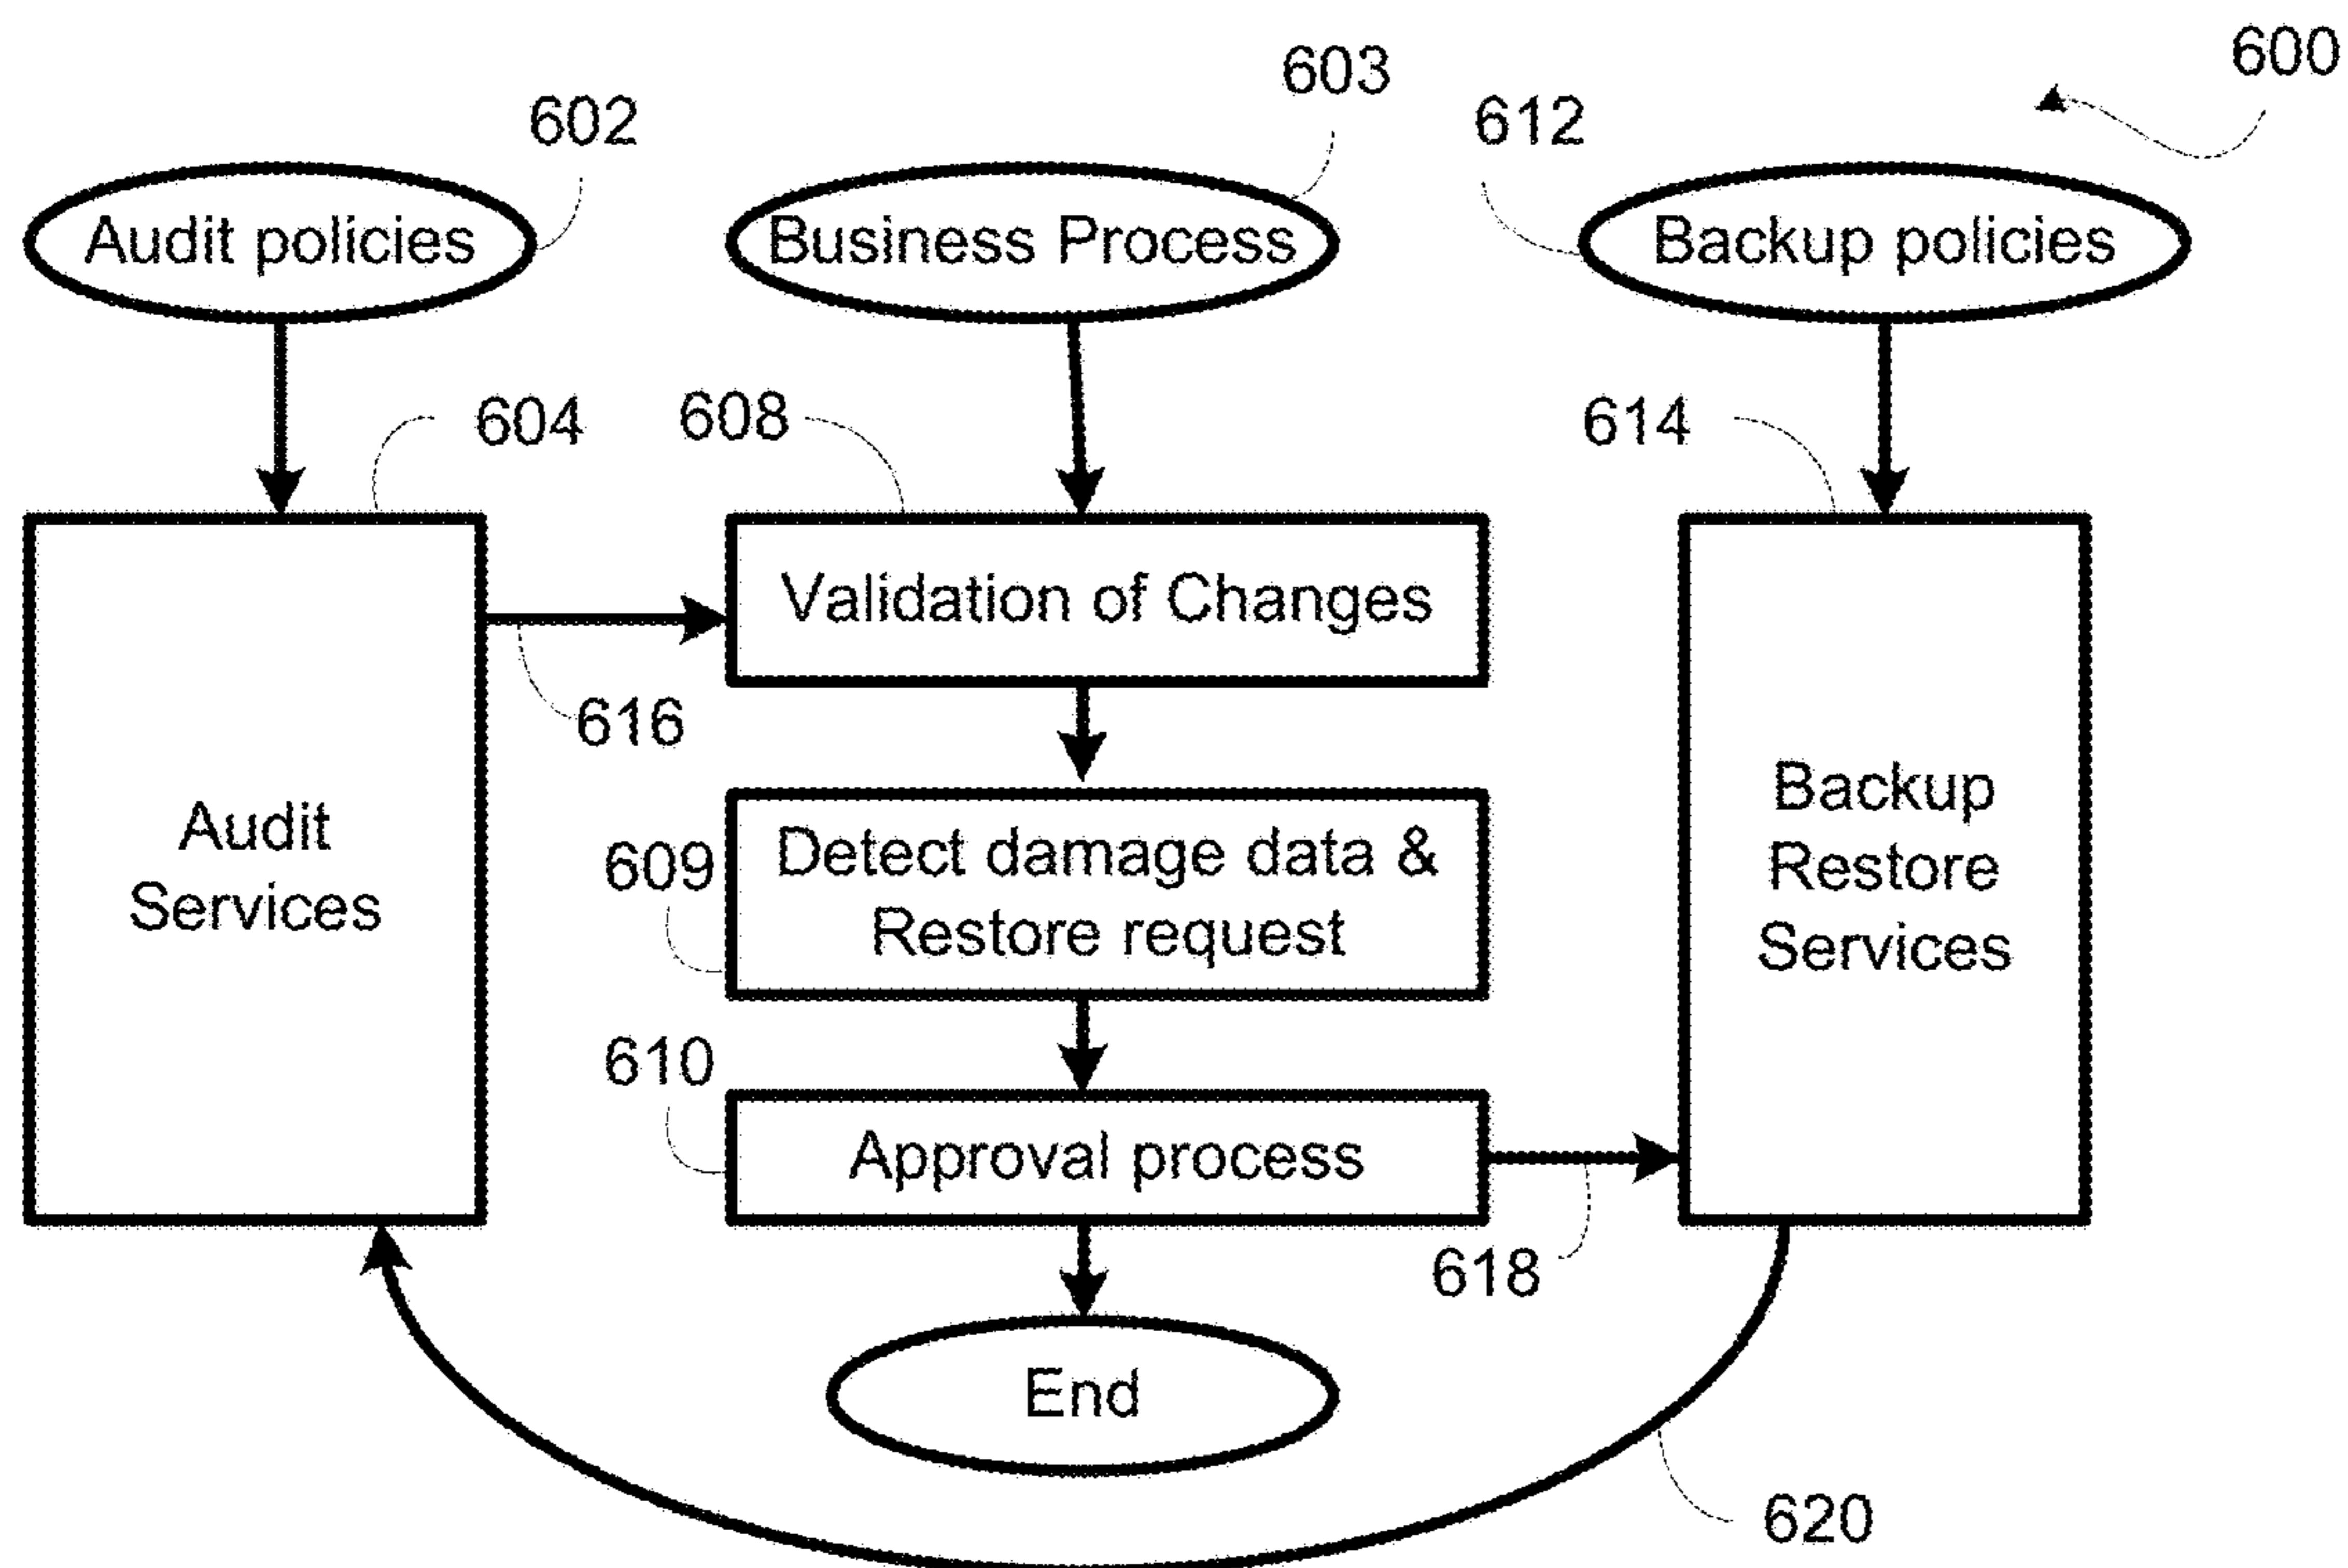 600
603
602
612
Audit policies
Business Process
Backup policies
604
608
614
Validation of Changes
616
Audit
Services
Detect damage data &
Restore request
609
Backup
Restore
Services
610
Approval process
618
End
620